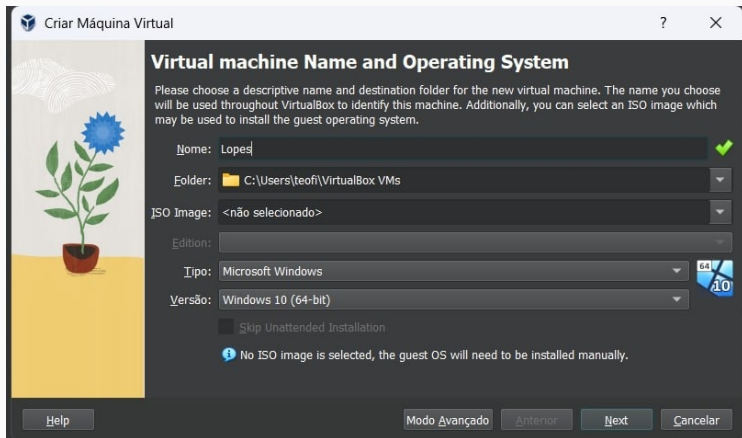 Criar Máquina Virtual
Virtual machine Name and Operating System
Please choose a descriptive name and destination folder for the new virtual machine. The name you choose
will be used throughout VirtualBox to identify this machine. Additionally, you can select an ISO image which
may be used to install the guest operating system.
Nome: Lopes
Folder: C:\Users\teofi\VirtualBox VMs
ISO Image: <não selecionado>
Edition:
Tipo: Microsoft Windows
64
10
Versão: Windows 10 (64-bit)
Skip Unattended Installation
No ISO image is selected, the guest OS will need to be installed manually.
Help Modo Avançado Anterior Next Cancelar